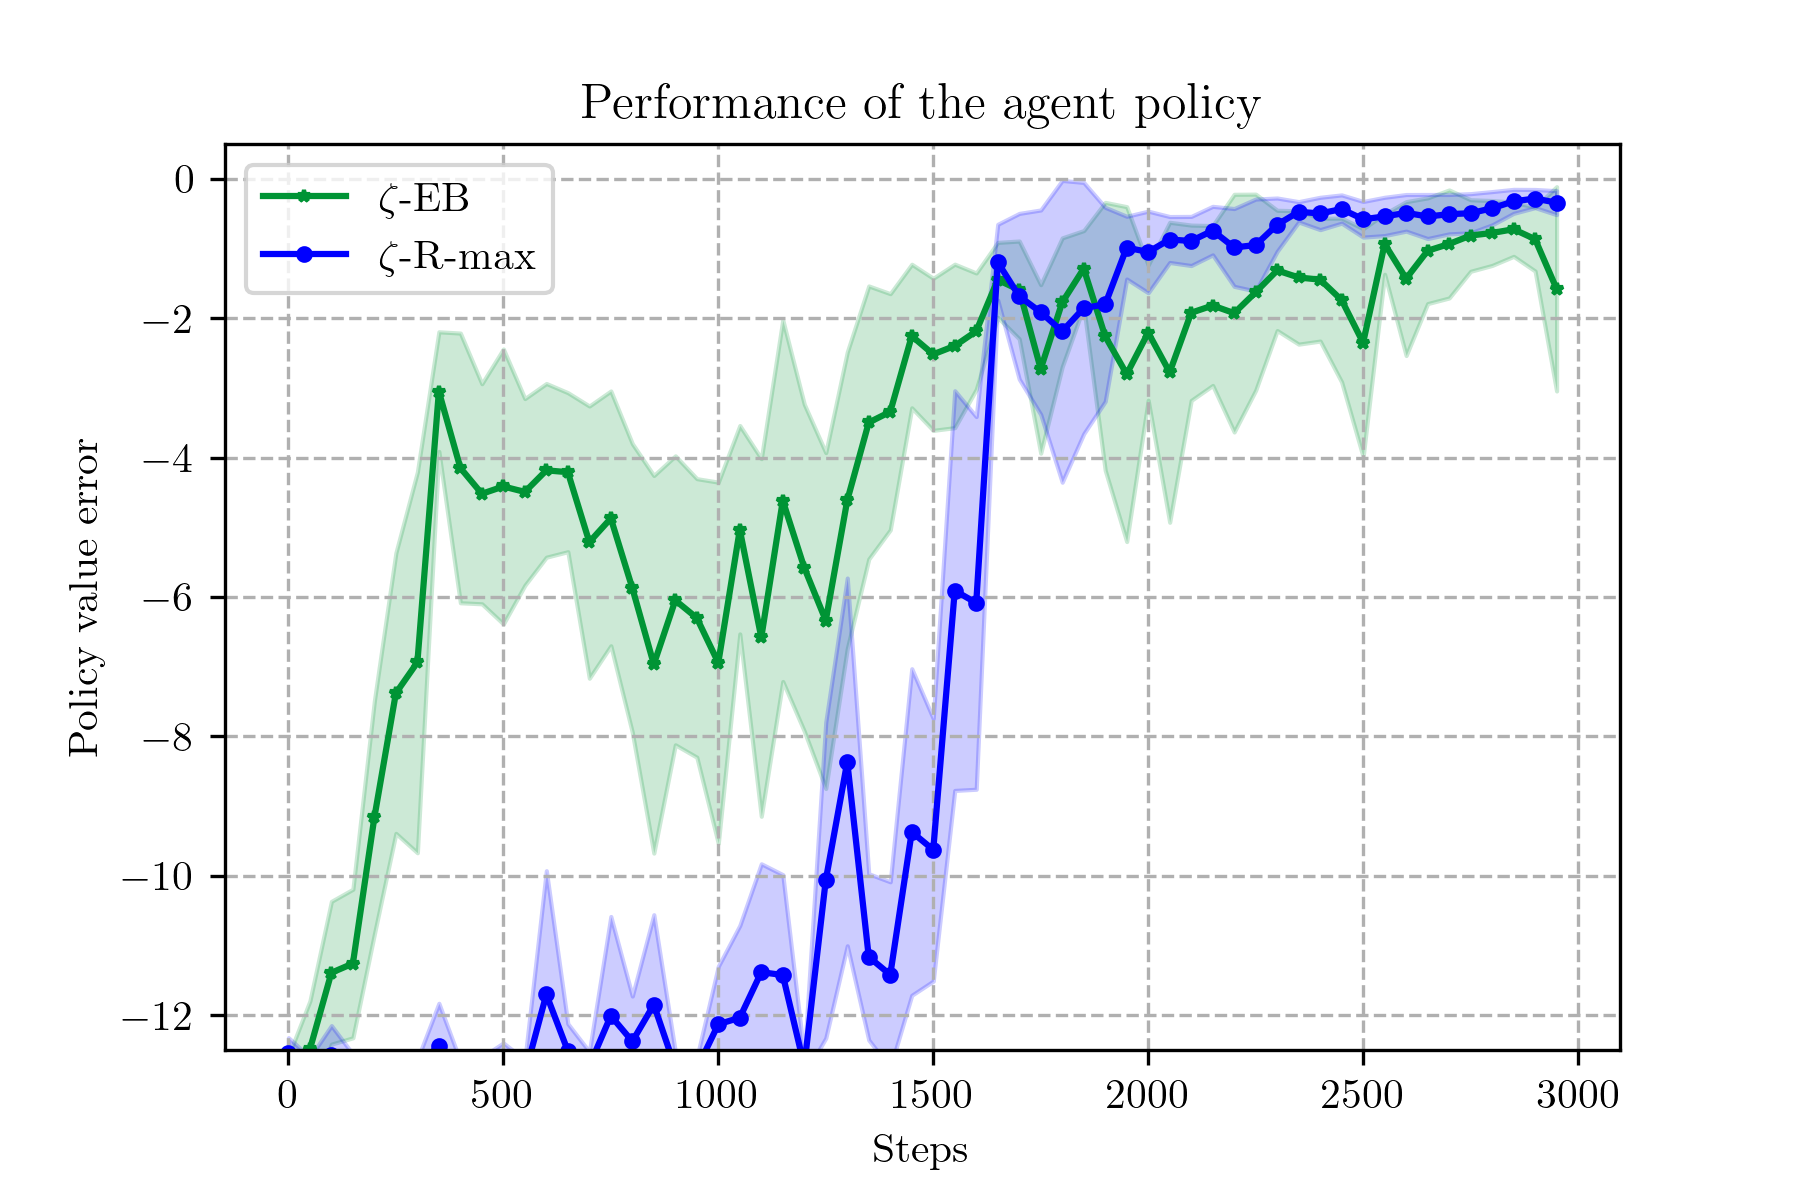 Performance of the agent policy
ζ-EB
ζ-R-max
Policy value error
0
−2
−4
−6
−8
−10
−12
0 500 1000 1500 2000 2500 3000
Steps